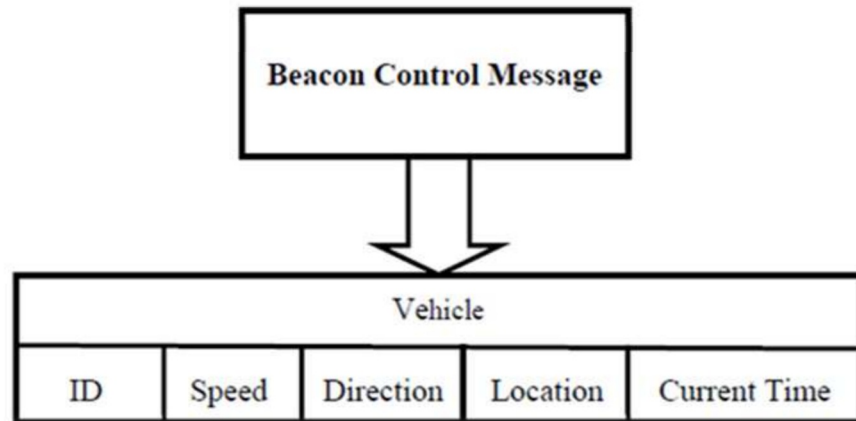 Beacon Control Message
Vehicle
ID Speed Direction Location Current Time